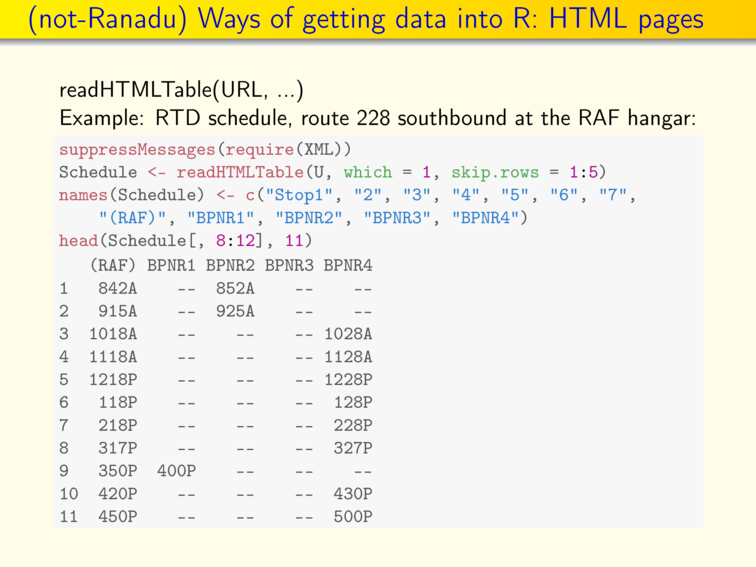 (not-Ranadu) Ways of getting data into R: HTML pages
readHTMLTable(URL, ...)
Example: RTD schedule, route 228 southbound at the RAF hangar:
suppressMessages(require(XML))
Schedule <- readHTMLTable(U, which = 1, skip.rows = 1:5)
names(Schedule) <- c("Stop1", "2", "3", "4", "5", "6", "7",
    "(RAF)", "BPNR1", "BPNR2", "BPNR3", "BPNR4")
head(Schedule[, 8:12], 11)
   (RAF) BPNR1 BPNR2 BPNR3 BPNR4
1   842A    --  852A    --    --
2   915A    --  925A    --    --
3  1018A    --    --    -- 1028A
4  1118A    --    --    -- 1128A
5  1218P    --    --    -- 1228P
6   118P    --    --    --  128P
7   218P    --    --    --  228P
8   317P    --    --    --  327P
9   350P  400P    --    --    --
10  420P    --    --    --  430P
11  450P    --    --    --  500P